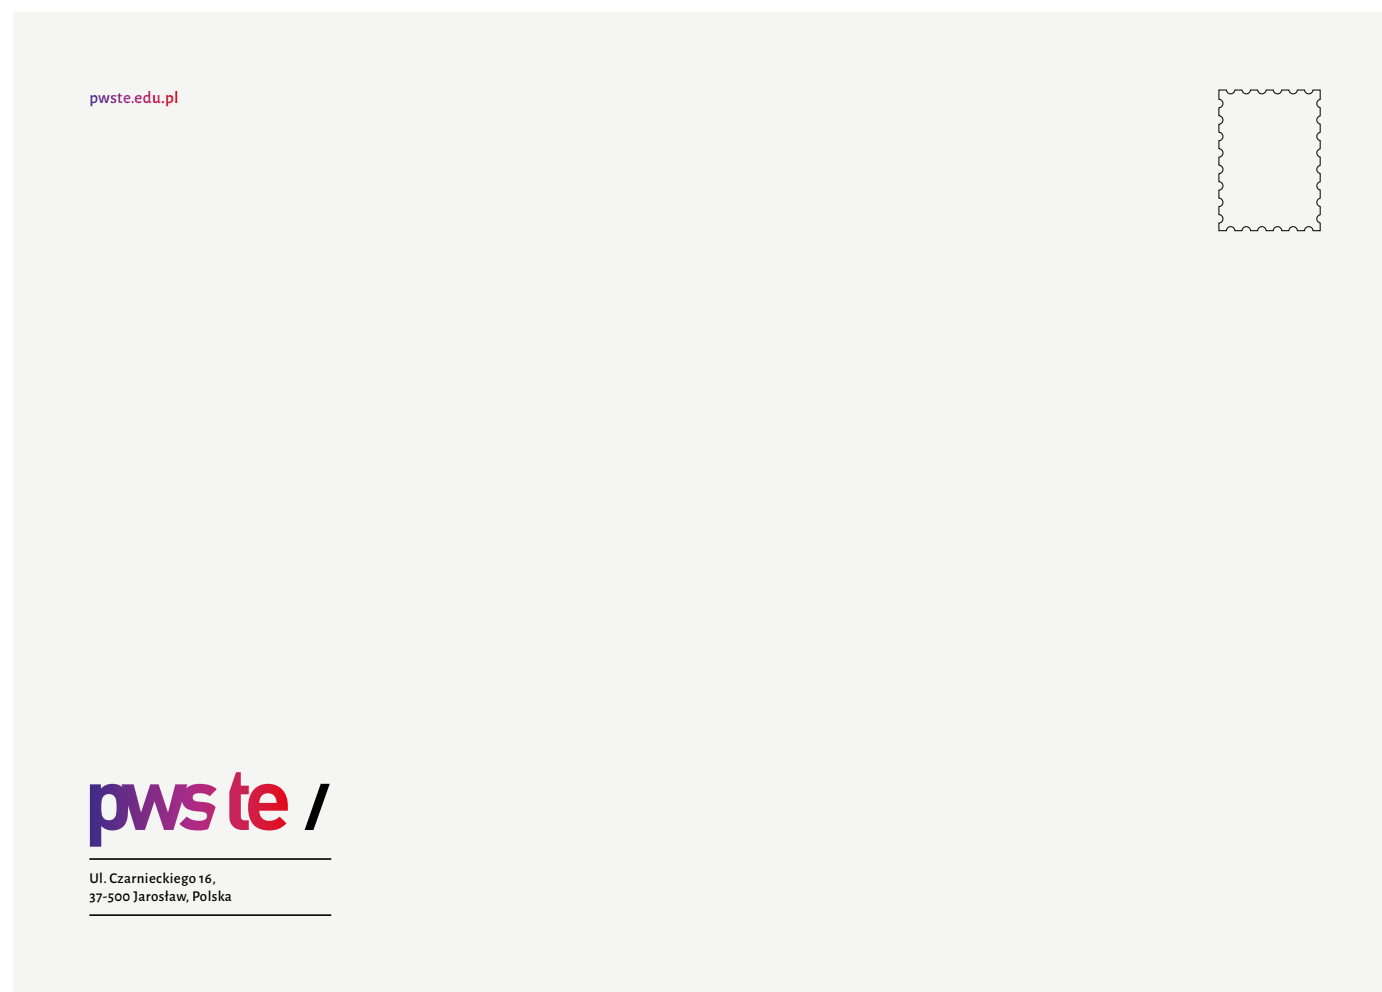 pwste.edu.pl
pwste /
Ul. Czarnieckiego 16,
37-500 Jarosław, Polska